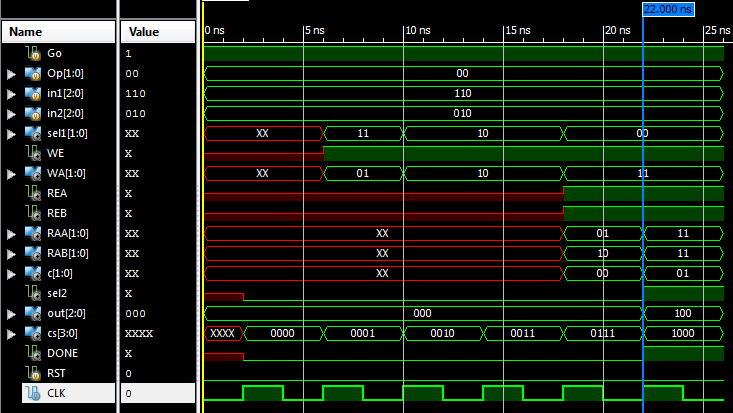 22.000 ns
Name Value 0 ns 5 ns 10 ns 15 ns 20 ns 25 ns
Go 1
Op[1:0] 00 00
in1[2:0] 110 110
in2[2:0] 010 010
sel1[1:0] XX XX 11 10 00
WE X
WA[1:0] XX XX 01 10 11
REA X
REB X
RAA[1:0] XX XX 01 11
RAB[1:0] XX XX 10 11
c[1:0] XX XX 00 01
sel2 X
out[2:0] 000 000 100
cs[3:0] XXXX XXXX 0000 0001 0010 0011 0111 1000
DONE X
RST 0
CLK 0